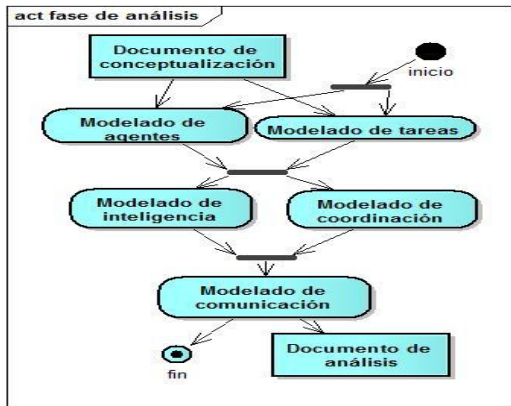 act fase de análisis
Documento de
conceptualización
inicio
Modelado de
agentes
Modelado de tareas
Modelado de
inteligencia
Modelado de
coordinación
Modelado de
comunicación
fin
Documento de
análisis